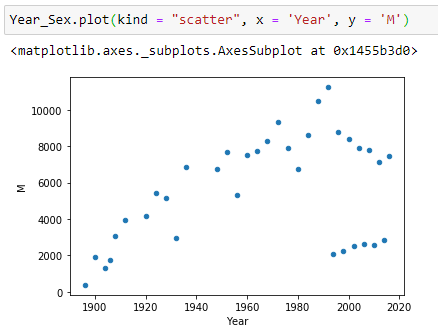 Year_Sex.plot(kind = "scatter", x = 'Year', y = 'M')
<matplotlib.axes._subplots.AxesSubplot at 0x1455b3d0>
10000
8000
6000
4000
2000
0
M
1900 1920 1940 1960 1980 2000 2020
Year